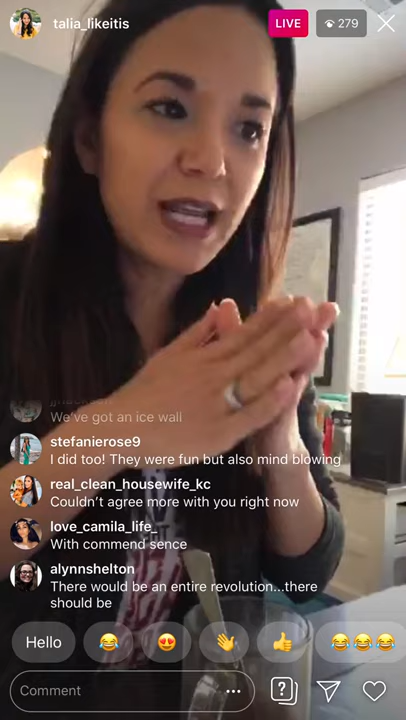 talia_likeitis
LIVE
279
We've got an ice wall
stefanierose9
I did too! They were fun but also mind blowing
real_clean_housewife_kc
Couldn't agree more with you right now
love_camila_life_
With commend sence
alynnshelton
There would be an entire revolution...there
should be
Hello
Comment